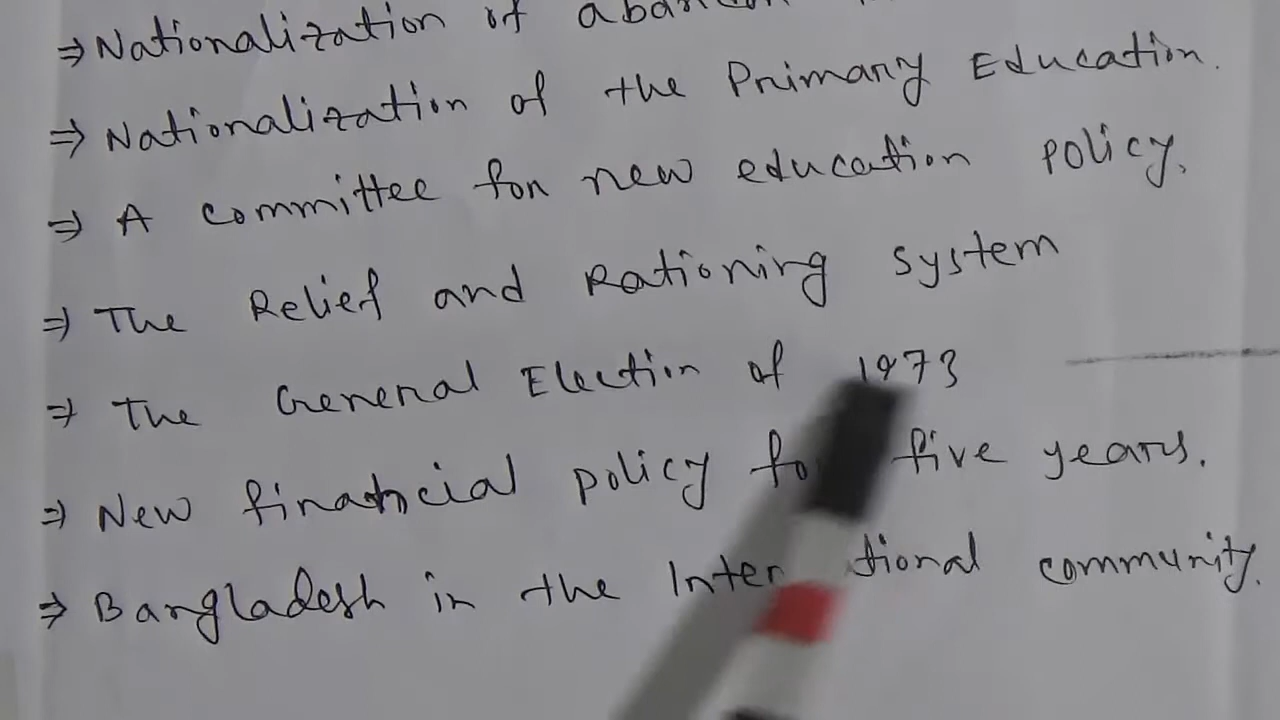 ⇒ Nationalization of
⇒ Nationalization of the Primary Education.
⇒ A committee for new education policy.
⇒ The Relief and Rationing system
⇒ The General Election of 1973
⇒ New financial policy five years.
⇒ Bangladesh in the community.